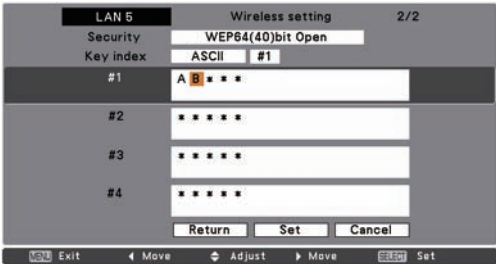 LAN 5 Wireless setting 2/2
Security WEP64(40)bit Open
Key index ASCII #1
#1 A B * * *
#2 * * * * *
#3 * * * * *
#4 * * * * *
Return Set Cancel
MENU Exit ◀ Move ◆ Adjust ▶ Move SELECT Set